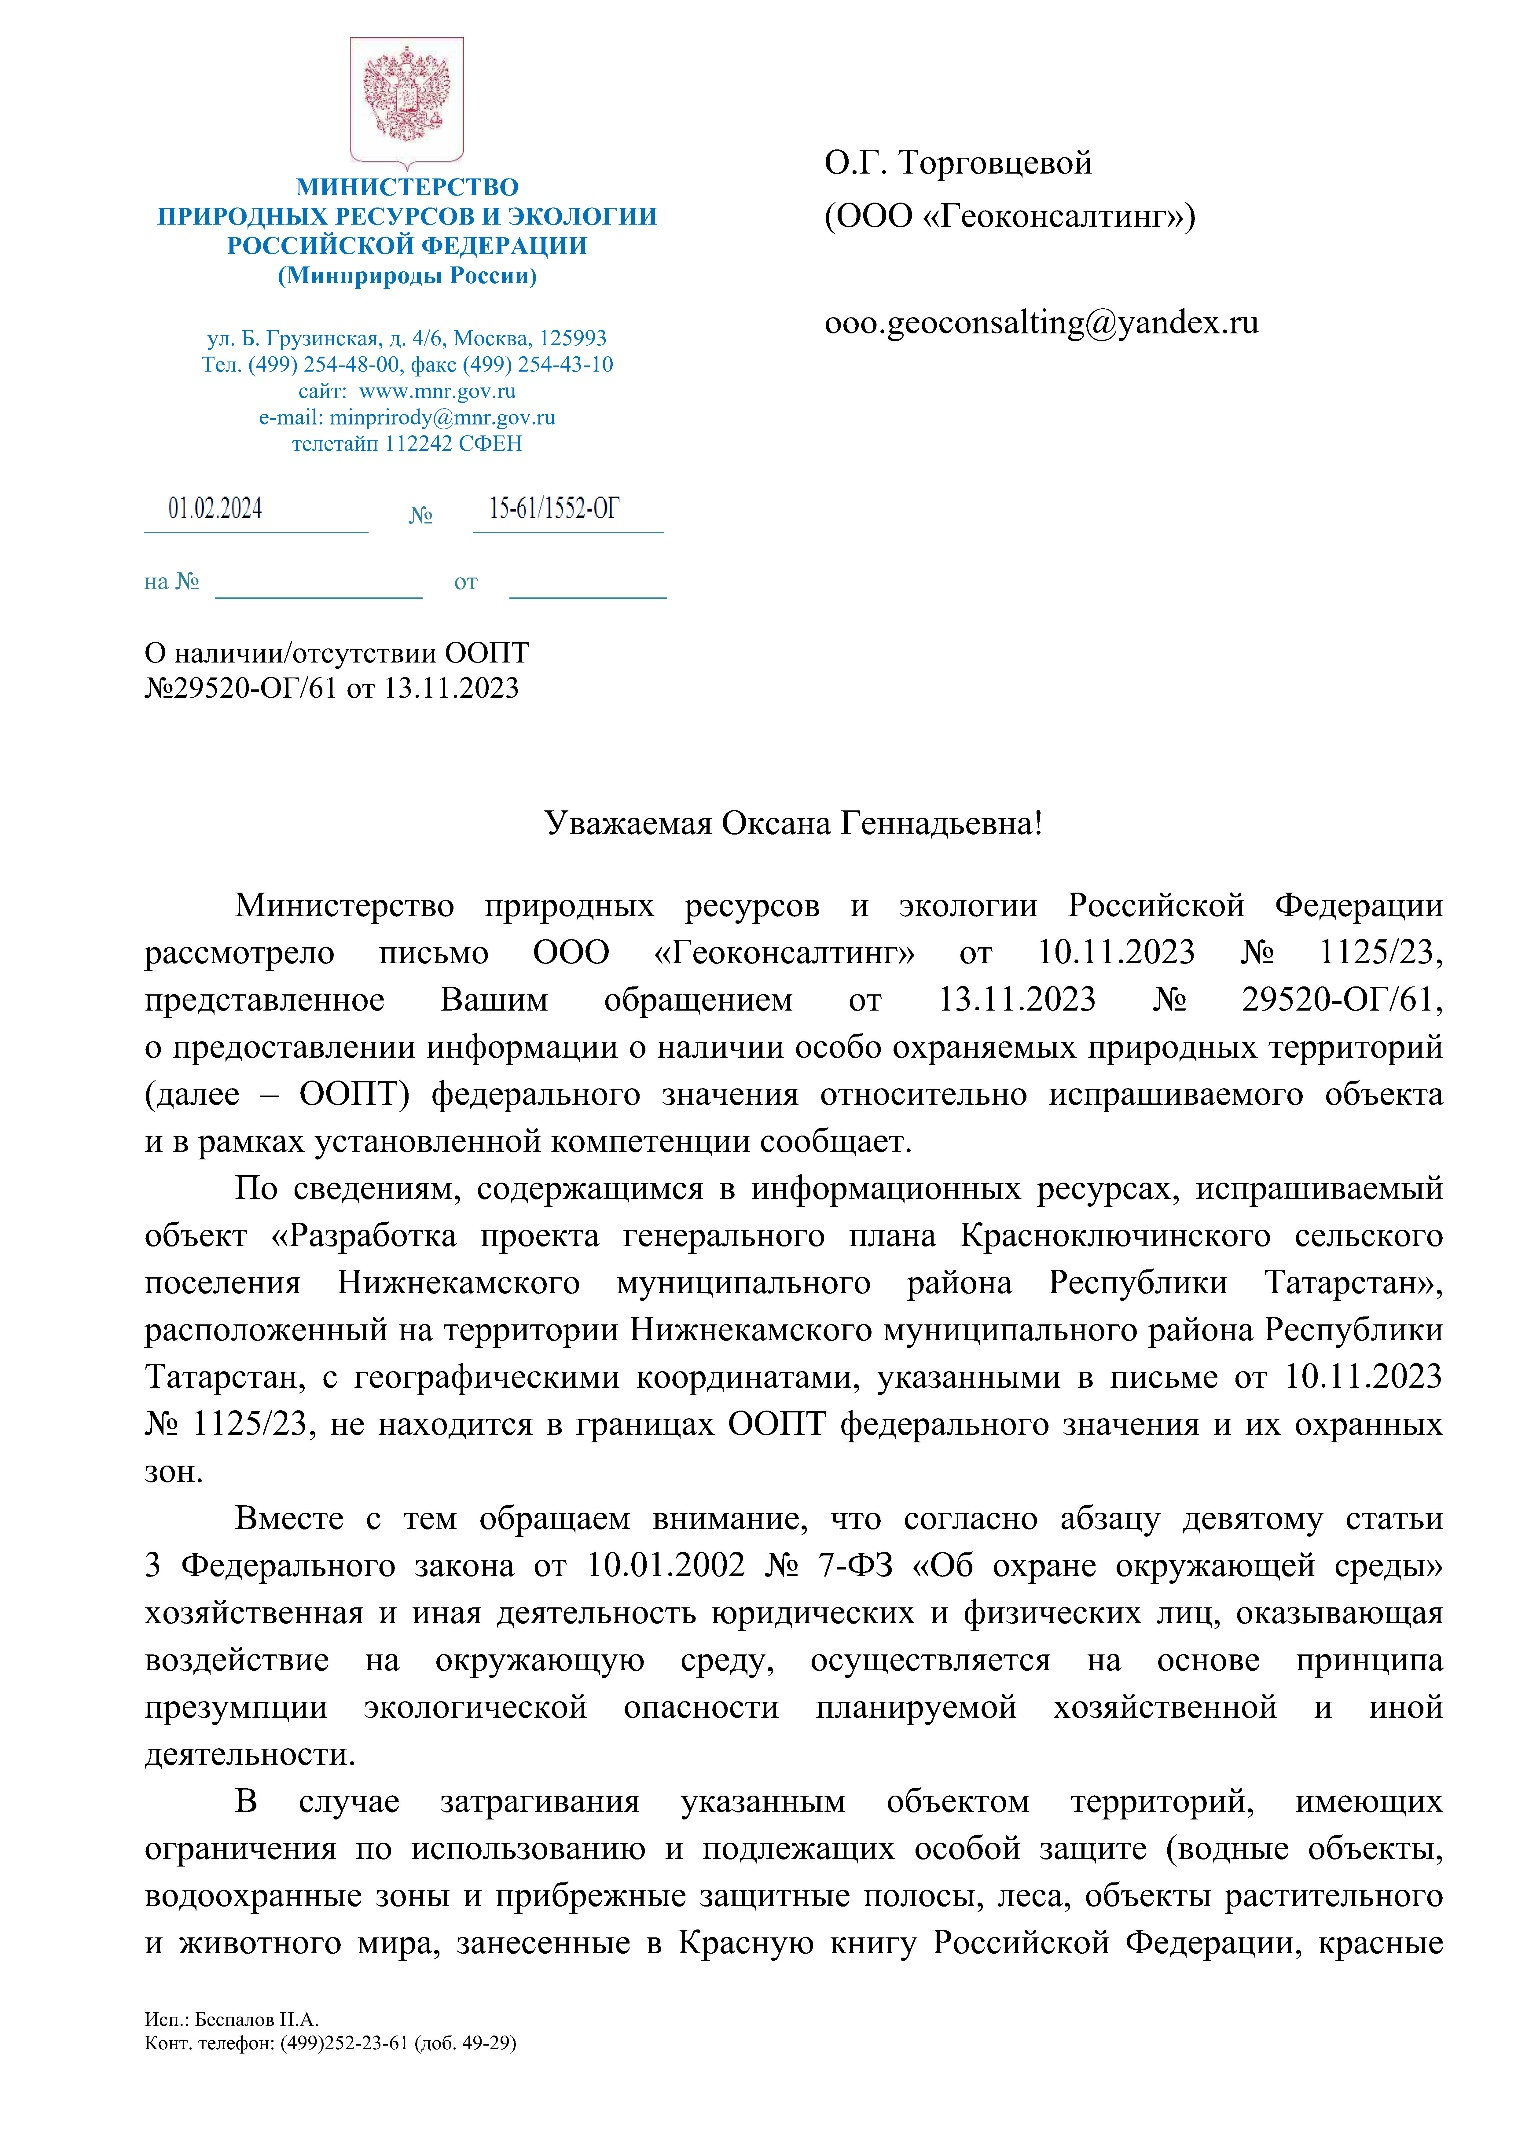 МИНИСТЕРСТВО
ПРИРОДНЫХ РЕСУРСОВ И ЭКОЛОГИИ
РОССИЙСКОЙ ФЕДЕРАЦИИ
(Минприроды России)
ул. Б. Грузинская, д. 4/6, Москва, 125993
Тел. (499) 254-48-00, факс (499) 254-43-10
сайт: www.mnr.gov.ru
e-mail: minprirody@mnr.gov.ru
телетайп 112242 СФЕН
01.02.2024 № 15-61/1552-ОГ
на № от
О.Г. Торговцевой
(ООО «Геоконсалтинг»)
ooo.geoconsalting@yandex.ru
О наличии/отсутствии ООПТ
№29520-ОГ/61 от 13.11.2023
Уважаемая Оксана Геннадьевна!
Министерство природных ресурсов и экологии Российской Федерации
рассмотрело письмо ООО «Геоконсалтинг» от 10.11.2023 № 1125/23,
представленное Вашим обращением от 13.11.2023 № 29520-ОГ/61,
о предоставлении информации о наличии особо охраняемых природных территорий
(далее – ООПТ) федерального значения относительно испрашиваемого объекта
и в рамках установленной компетенции сообщает.
По сведениям, содержащимся в информационных ресурсах, испрашиваемый
объект «Разработка проекта генерального плана Красноключинского сельского
поселения Нижнекамского муниципального района Республики Татарстан»,
расположенный на территории Нижнекамского муниципального района Республики
Татарстан, с географическими координатами, указанными в письме от 10.11.2023
№ 1125/23, не находится в границах ООПТ федерального значения и их охранных
зон.
Вместе с тем обращаем внимание, что согласно абзацу девятому статьи
3 Федерального закона от 10.01.2002 № 7-ФЗ «Об охране окружающей среды»
хозяйственная и иная деятельность юридических и физических лиц, оказывающая
воздействие на окружающую среду, осуществляется на основе принципа
презумпции экологической опасности планируемой хозяйственной и иной
деятельности.
В случае затрагивания указанным объектом территорий, имеющих
ограничения по использованию и подлежащих особой защите (водные объекты,
водоохранные зоны и прибрежные защитные полосы, леса, объекты растительного
и животного мира, занесенные в Красную книгу Российской Федерации, красные
Исп.: Беспалов Н.А.
Конт. телефон: (499)252-23-61 (доб. 49-29)